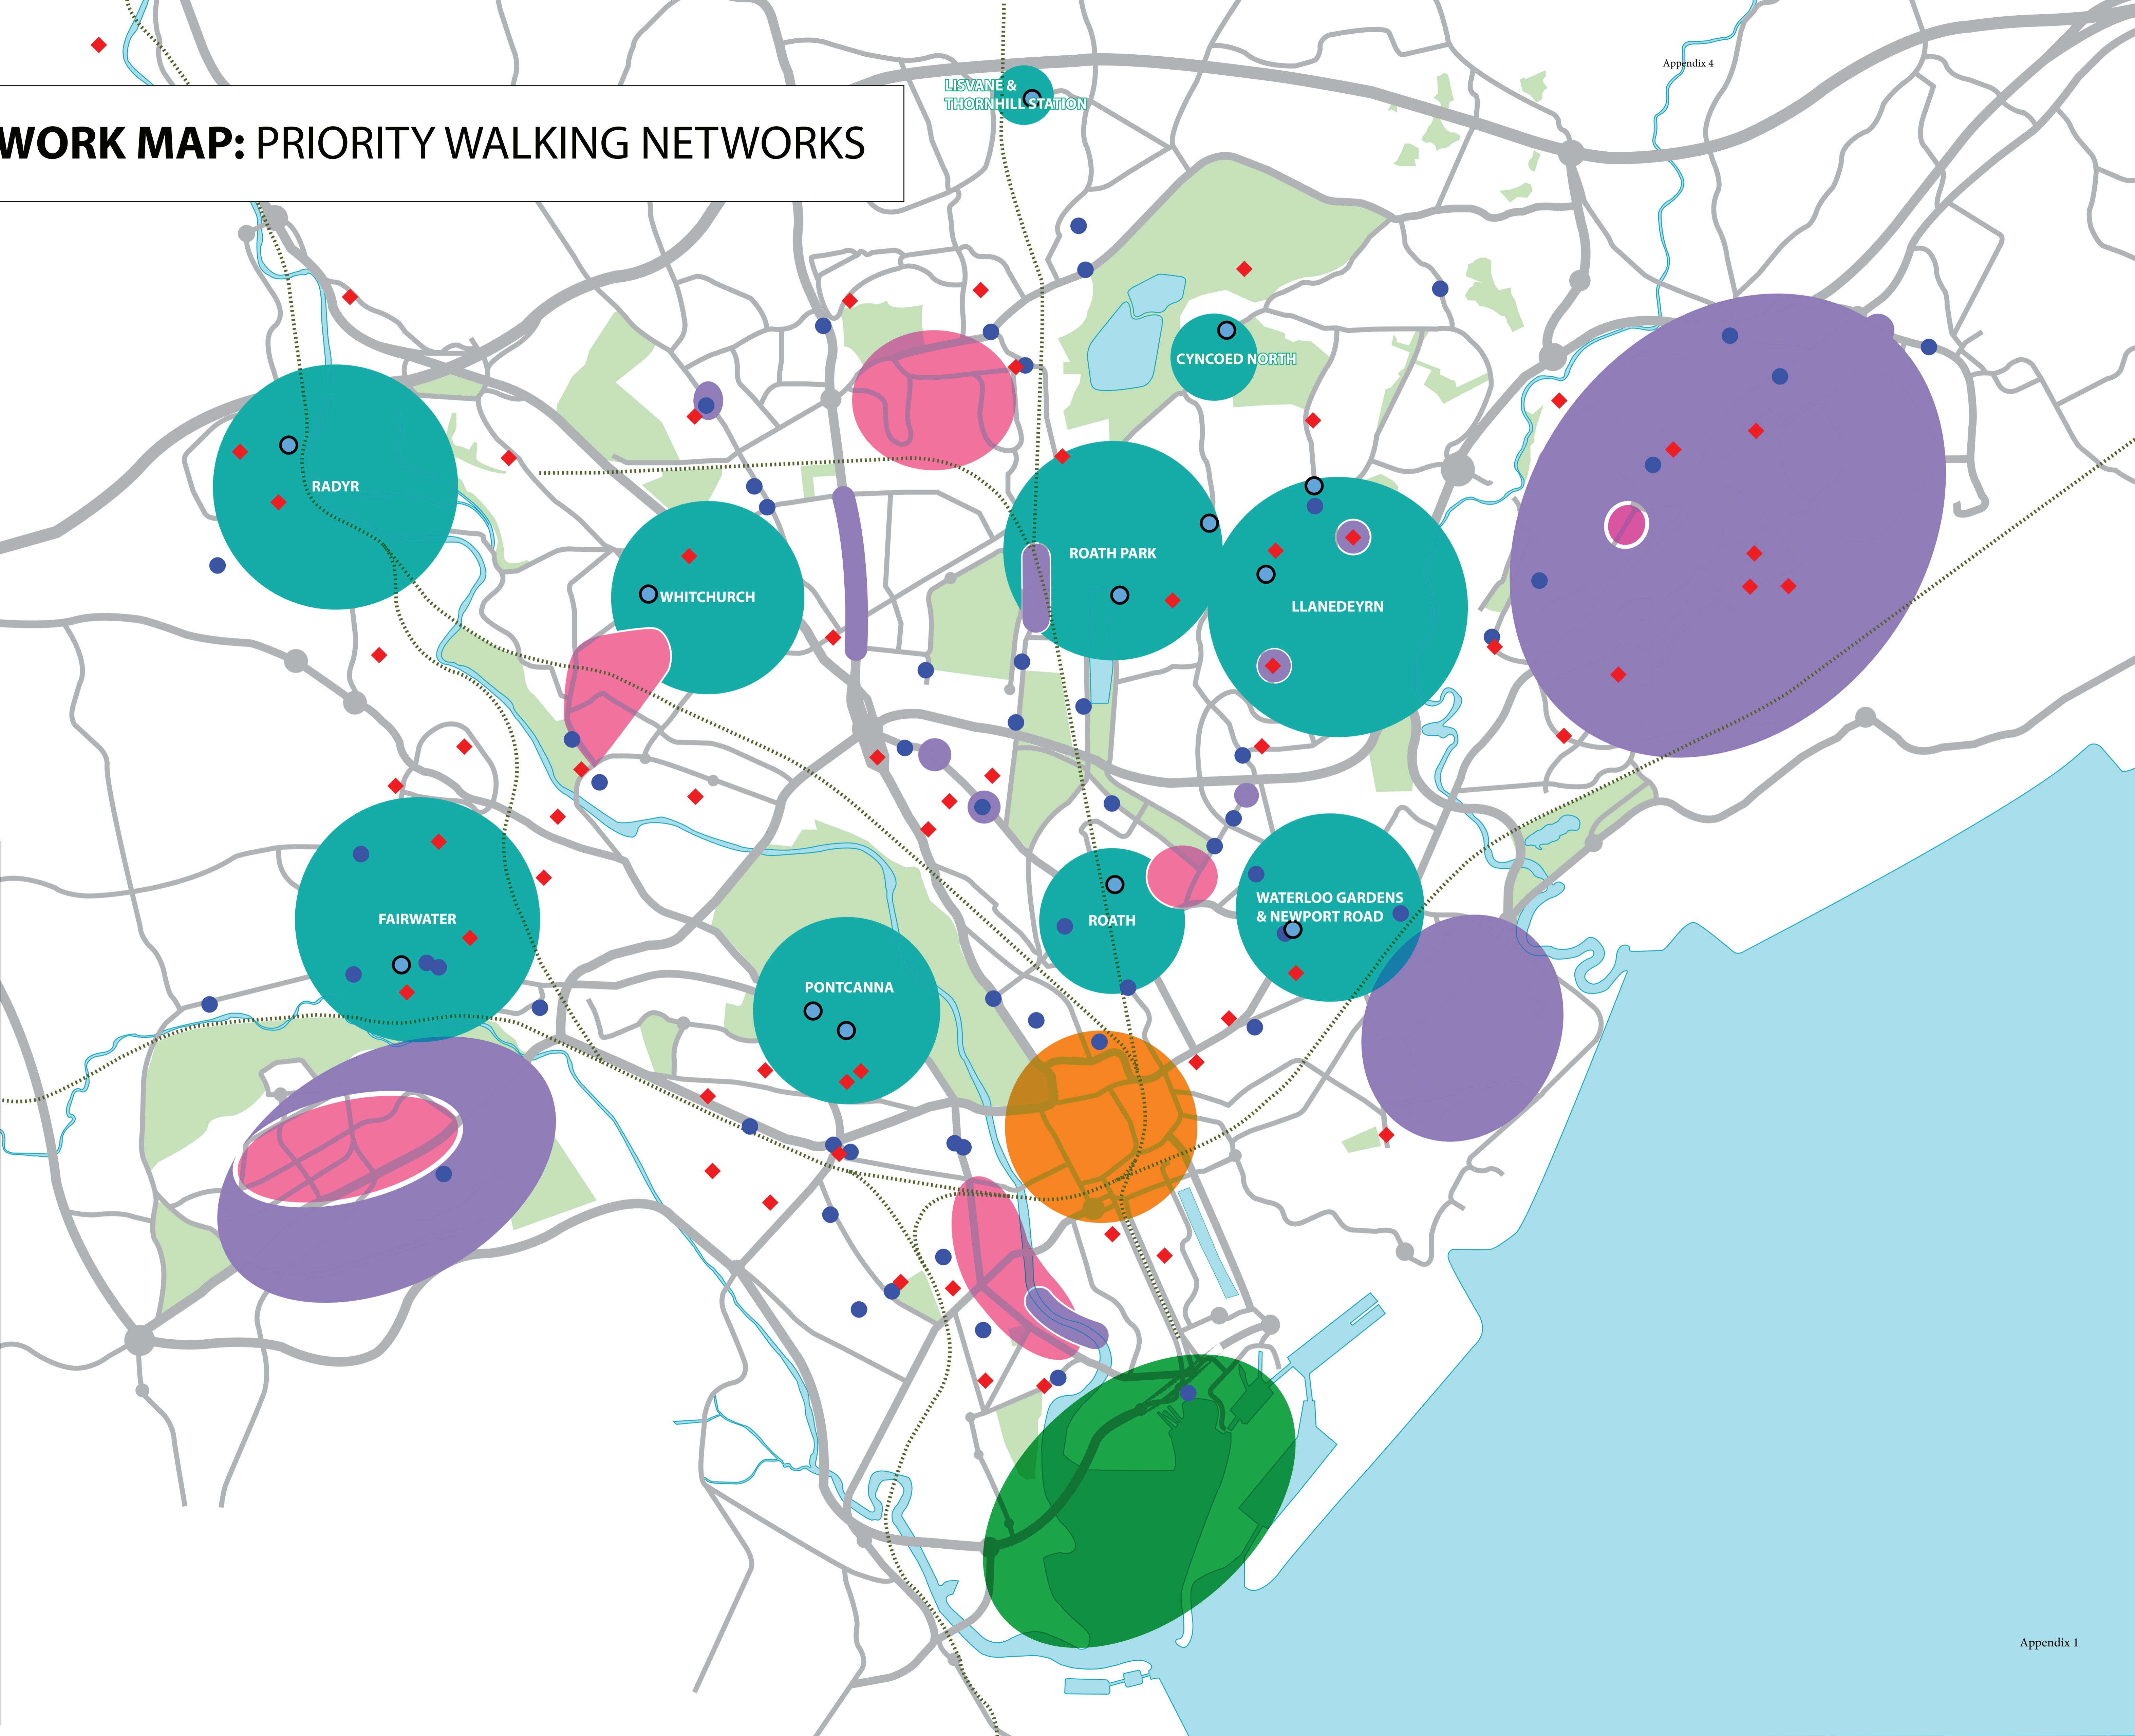 Appendix 4
LISVANE &
THORNHILL STATION
WORK MAP: PRIORITY WALKING NETWORKS
CYNCOED NORTH
RADYR
ROATH PARK
WHITCHURCH
LLANEDEYRN
WATERLOO GARDENS
& NEWPORT ROAD
FAIRWATER
ROATH
PONTCANNA
Appendix 1